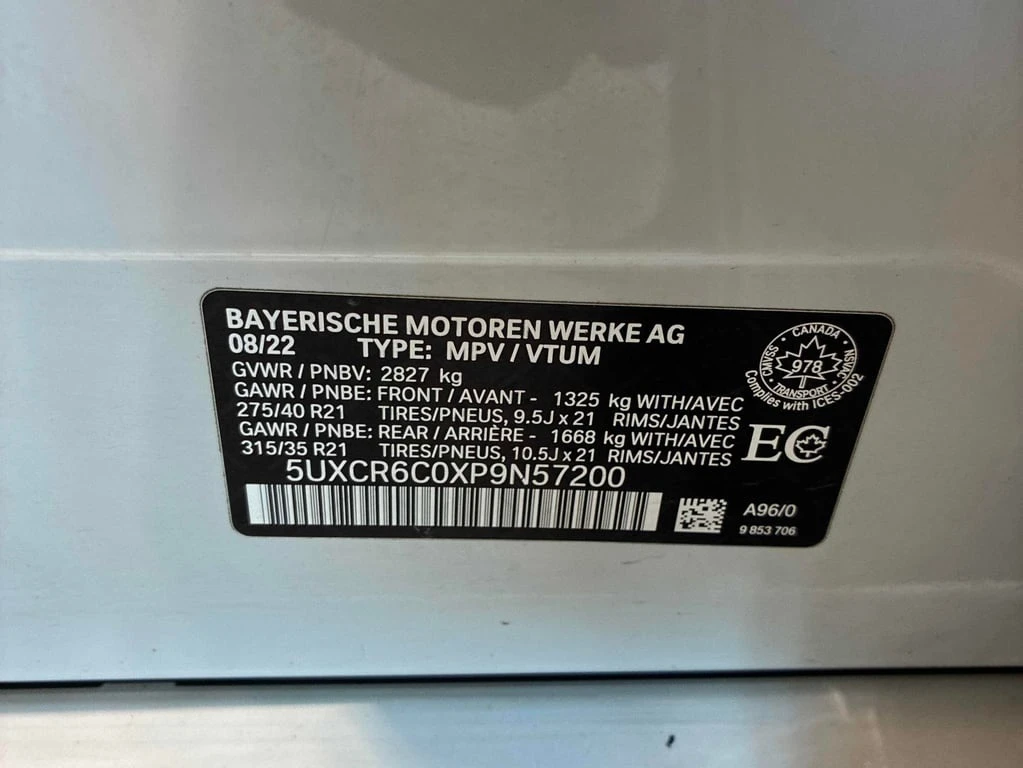 BAYERISCHE MOTOREN WERKE AG
08/22 TYPE: MPV / VTUM
GVWR / PNBV: 2827 kg
GAWR / PNBE: FRONT / AVANT - 1325 kg WITH/AVEC
275/40 R21 TIRES/PNEUS, 9.5J x 21 RIMS/JANTES
GAWR / PNBE: REAR / ARRIÈRE - 1668 kg WITH/AVEC
315/35 R21 TIRES/PNEUS, 10.5J x 21 RIMS/JANTES
5UXCR6C0XP9N57200
CANADA
CMVSS
NSVAC
978
TRANSPORT
Complies with ICES-002
EC
A96/0
9 853 706